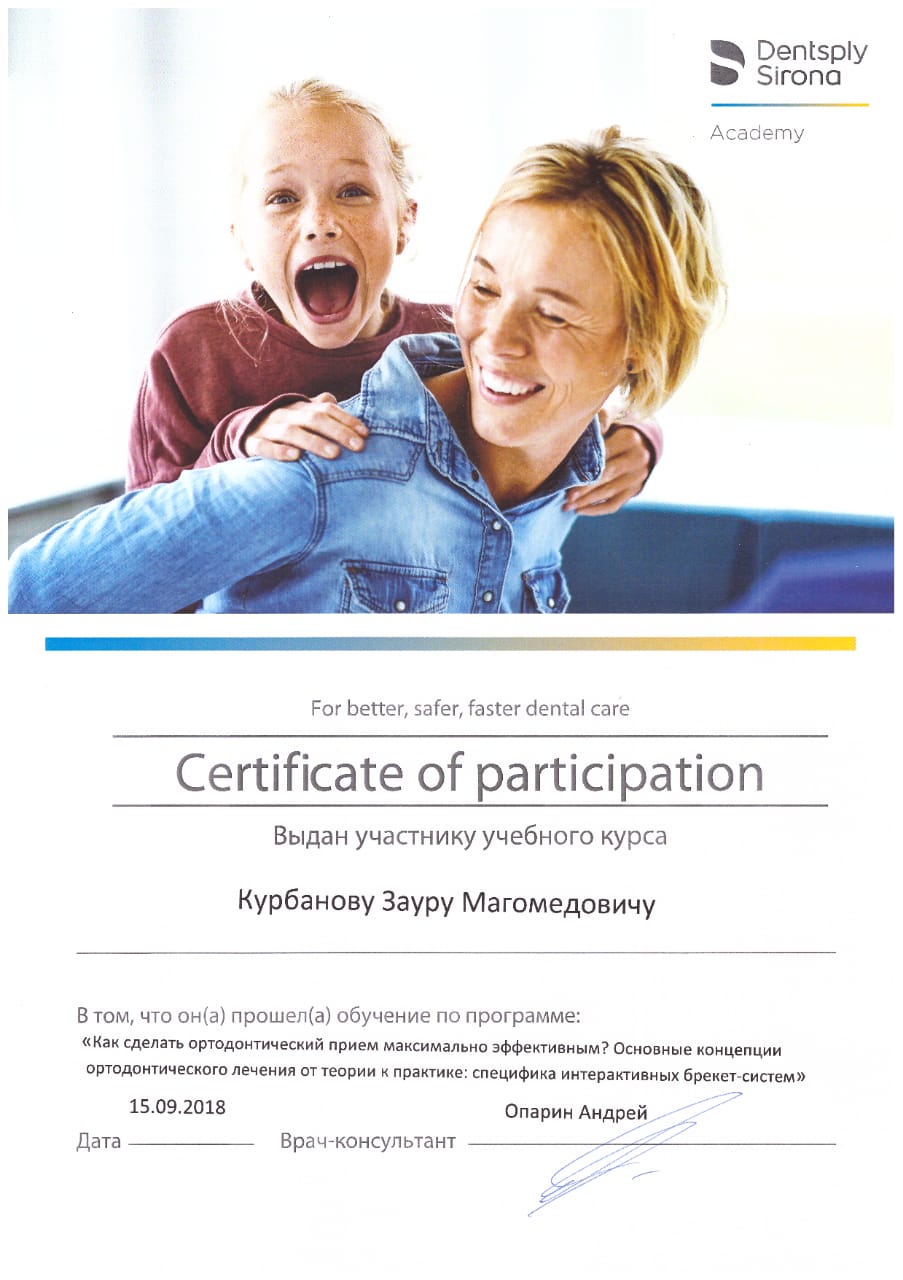 Dentsply
Sirona
Academy
For better, safer, faster dental care
Certificate of participation
Выдан участнику учебного курса
Курбанову Зауру Магомедовичу
В том, что он(а) прошел(а) обучение по программе:
«Как сделать ортодонтический прием максимально эффективным? Основные концепции
ортодонтического лечения от теории к практике: специфика интерактивных брекет-систем»
15.09.2018 Опарин Андрей
Дата Врач-консультант